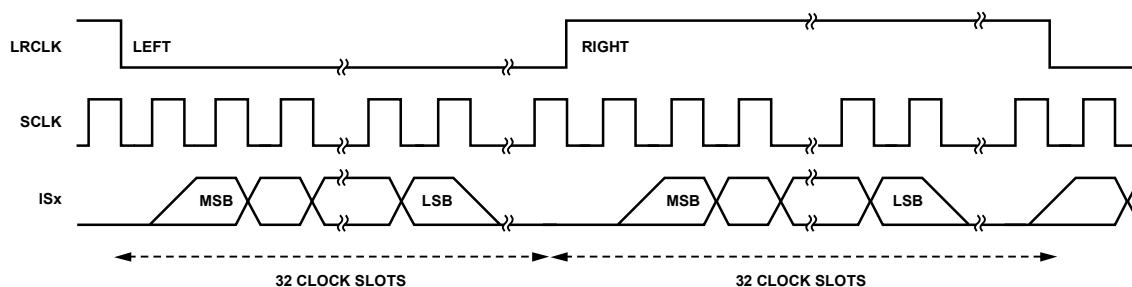 LRCLK
LEFT
RIGHT
SCLK
ISx
MSB
LSB
MSB
LSB
32 CLOCK SLOTS
32 CLOCK SLOTS